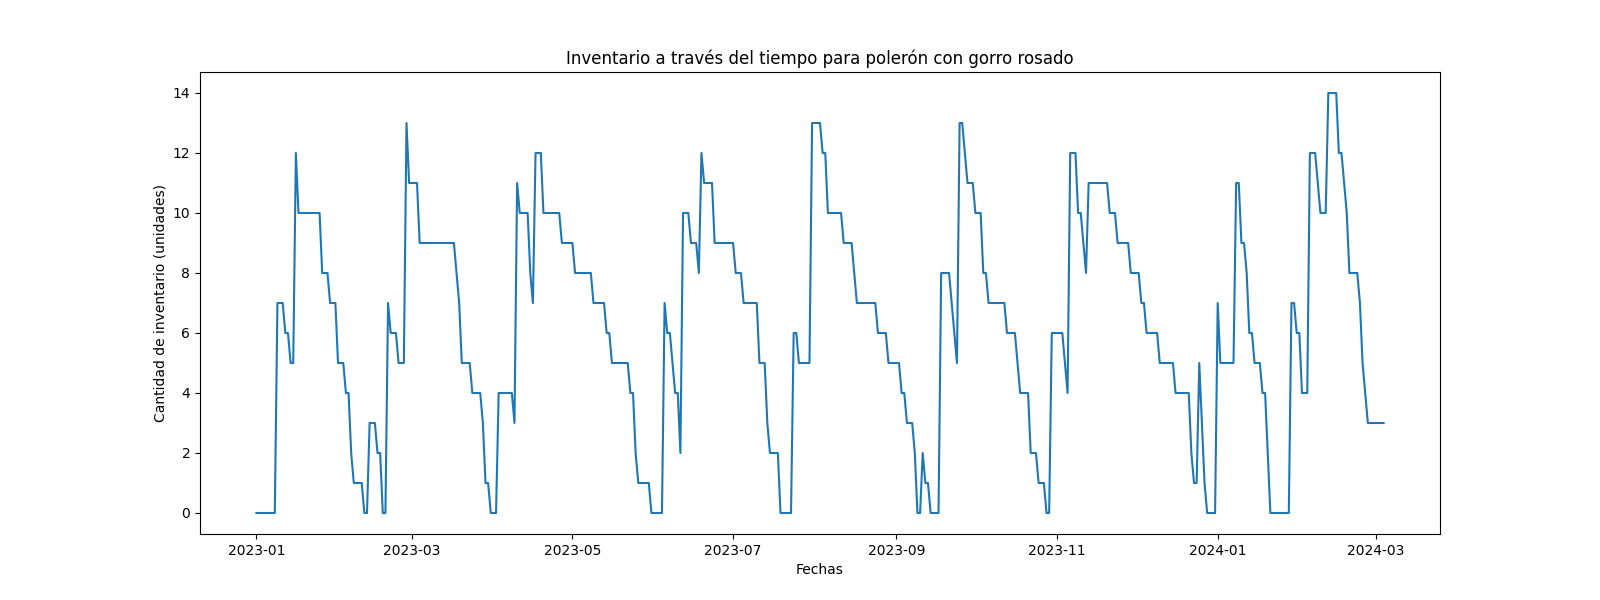 Inventario a través del tiempo para polerón con gorro rosado
Cantidad de inventario (unidades)
14
12
10
8
6
4
2
0
2023-01 2023-03 2023-05 2023-07 2023-09 2023-11 2024-01 2024-03
Fechas